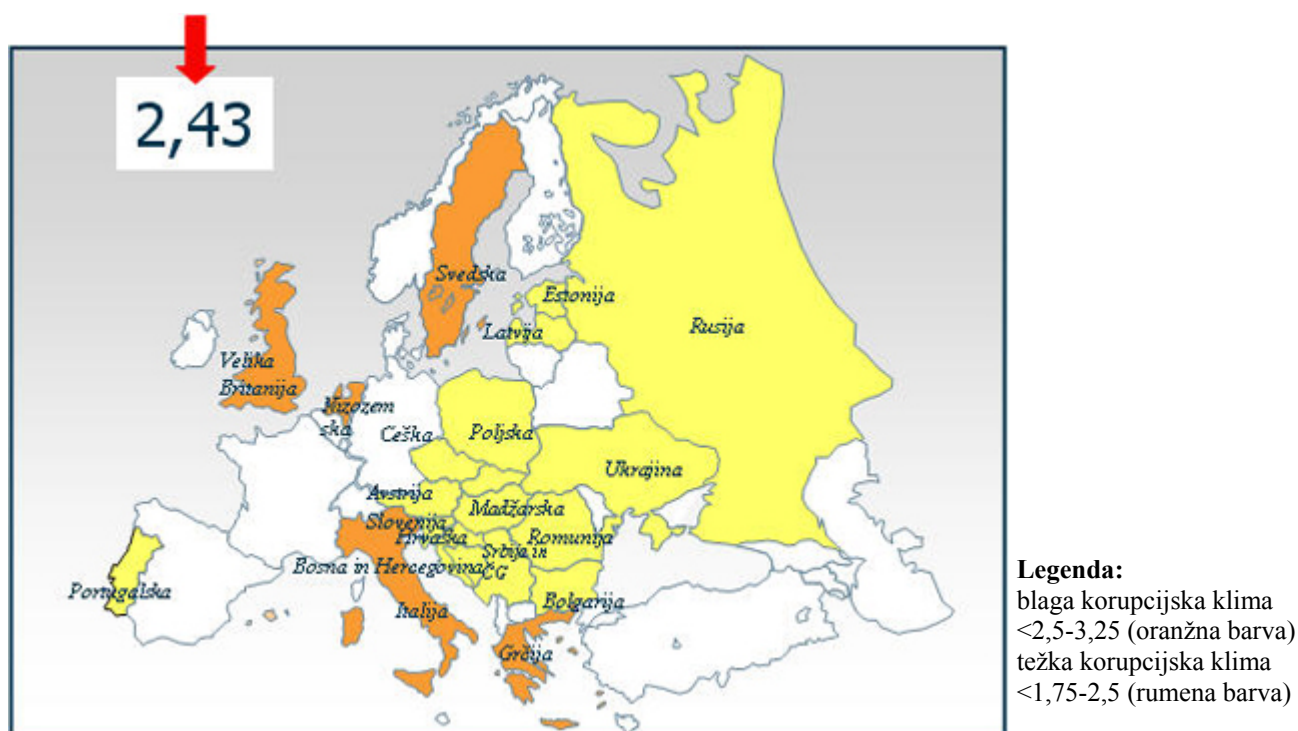 2,43
Svedska
Estonija
Latvija
Rusija
Velika
Britanija
Nizozem
ska
Ceška
Poljska
Ukrajina
Avstrija
Madžarska
Slovenija
Hrvaška
Romunija
Srbija in
ČG
Bosna in Hercegovina
Portugalska
Italija
Bolgarija
Grčija
Legenda:
blaga korupcijska klima
<2,5-3,25 (oranžna barva)
težka korupcijska klima
<1,75-2,5 (rumena barva)